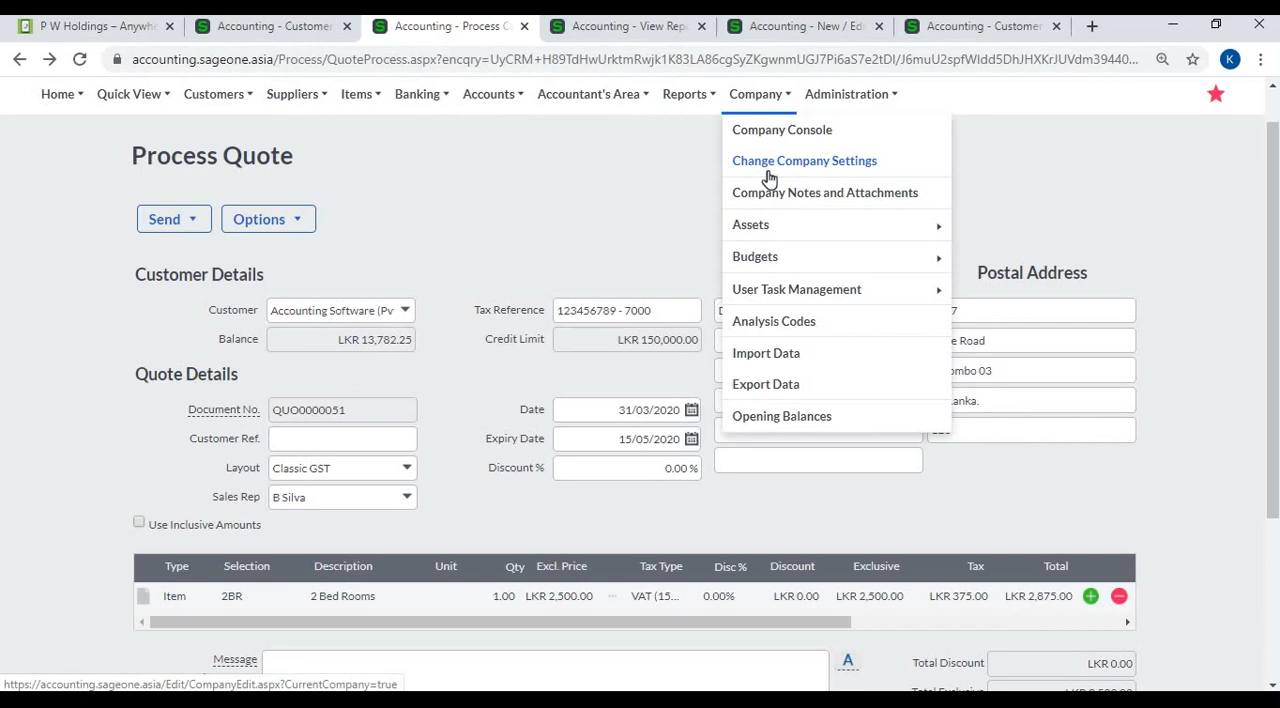 P W Holdings – Anywhe
Accounting - Customer
Accounting - Process C
Accounting - View Rep
Accounting - New / Edi
Accounting - Customer
accounting.sageone.asia/Process/QuoteProcess.aspx?encqry=UyCRM+H89TdHwUrktmRwjk1K83LA86cgSyZKgwnmUGJ7Pi6aS7e2tDI/J6muU2spfWIdd5DhJHXKrJUVdm39440...
K
Home
Quick View
Customers
Suppliers
Items
Banking
Accounts
Accountant's Area
Reports
Company
Administration
Company Console
Change Company Settings
Company Notes and Attachments
Assets
Budgets
User Task Management
Analysis Codes
Import Data
Export Data
Opening Balances
Process Quote
Send
Options
Customer Details
Postal Address
Customer
Accounting Software (Pv
Tax Reference
123456789 - 7000
D
7
Balance
LKR 13,782.25
Credit Limit
LKR 150,000.00
e Road
Quote Details
ombo 03
Document No.
QUO0000051
Date
31/03/2020
anka.
Customer Ref.
Expiry Date
15/05/2020
Layout
Classic GST
Discount %
0.00 %
Sales Rep
B Silva
Use Inclusive Amounts
Type Selection Description Unit Qty Excl. Price Tax Type Disc % Discount Exclusive Tax Total
Item 2BR 2 Bed Rooms 1.00 LKR 2,500.00 ... VAT (15... 0.00% LKR 0.00 LKR 2,500.00 LKR 375.00 LKR 2,875.00
Message
A
Total Discount
LKR 0.00
https://accounting.sageone.asia/Edit/CompanyEdit.aspx?CurrentCompany=true